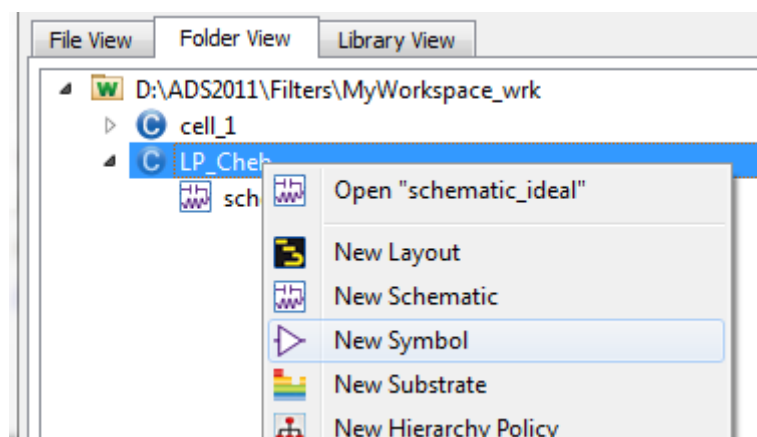 File View Folder View Library View
W D:\ADS2011\Filters\MyWorkspace_wrk
C cell_1
C LP_Cheb
Open "schematic_ideal"
New Layout
New Schematic
New Symbol
New Substrate
New Hierarchy Policy